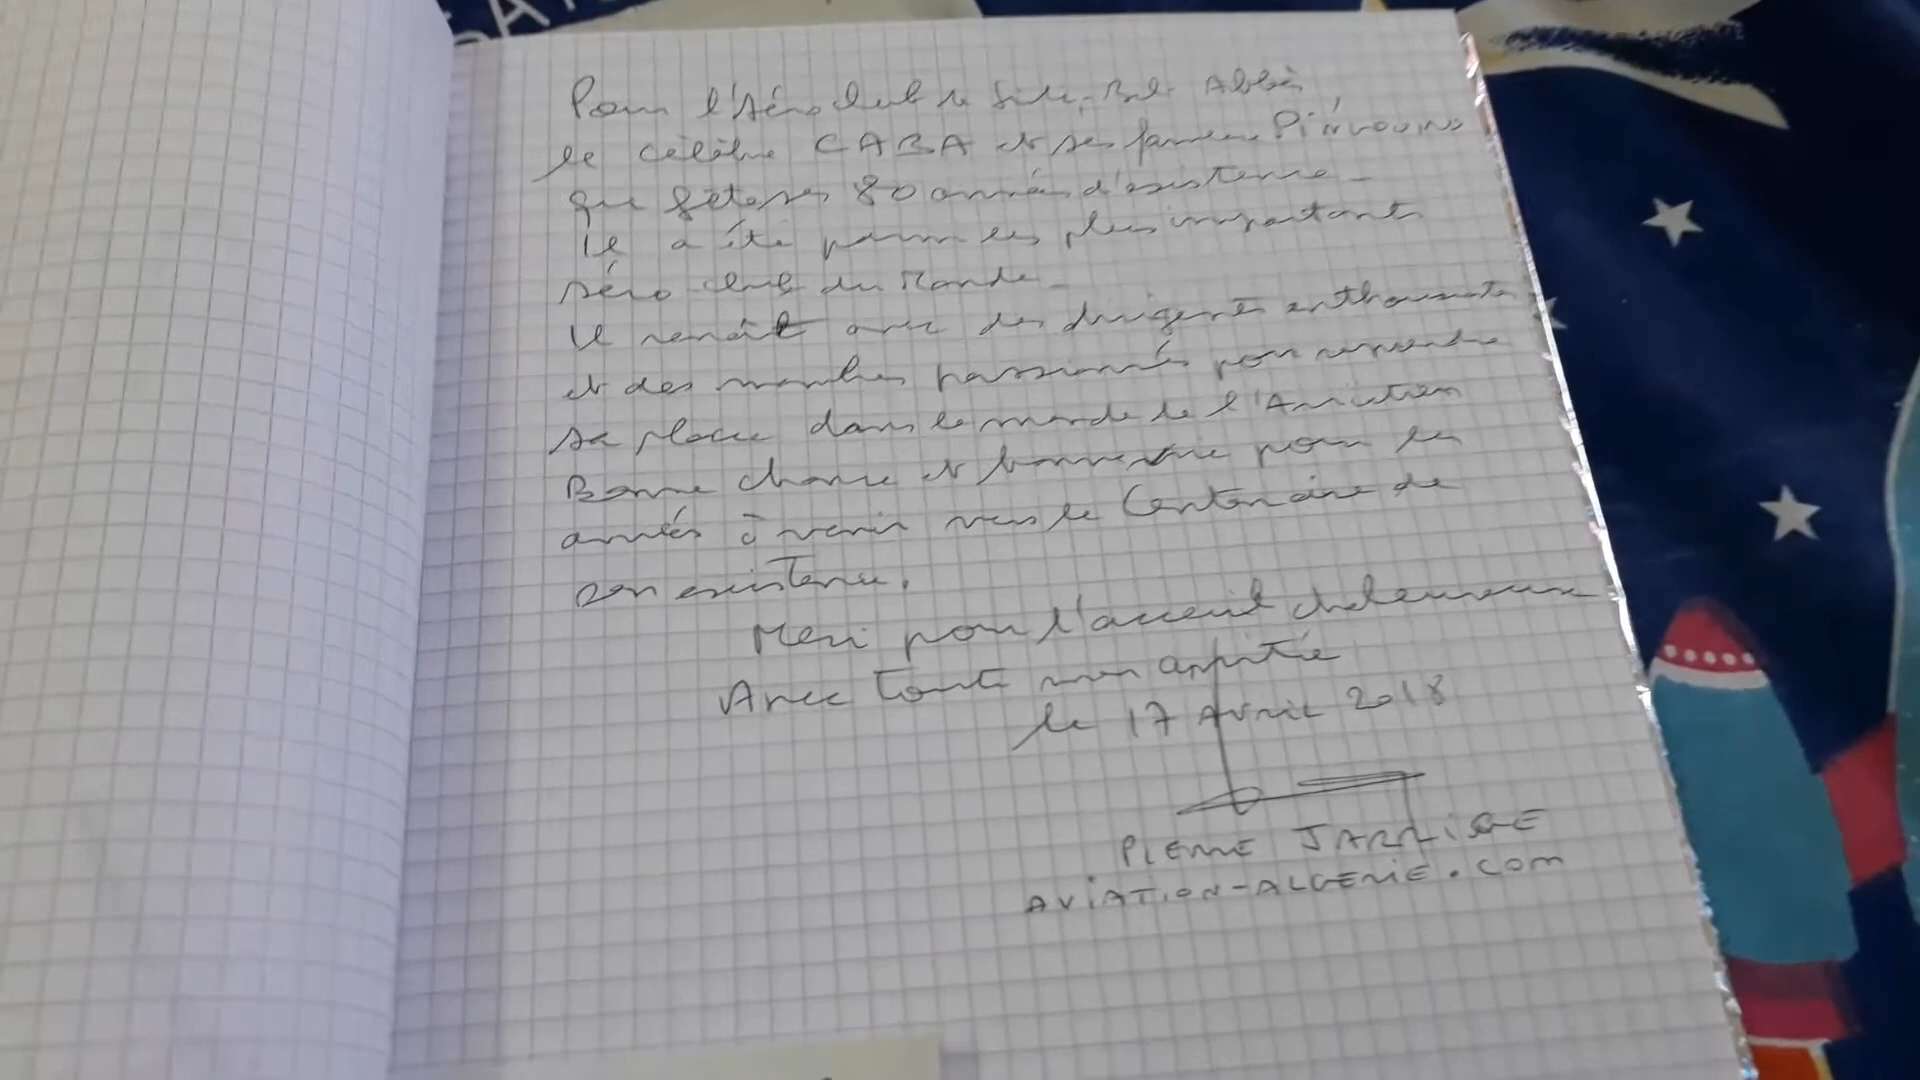 Pour l'Aéro club de Sidi-Bel-Abbès
le célèbre CABA et ses fameux Pingouins
qui fête ses 80 années d'existence -
Il a été parmi les plus importants
Aéro club du Monde -
Il renait avec des dirigeants enthousiastes
et des membres passionnés pour reprendre
sa place dans le monde de l'Aviation
Bonne chance et bonne pour les
années à venir vers le Centenaire de
son existence.
Merci pour l'acceuil chaleureux
Avec toute mon amitié
le 17 Avril 2018
PIERRE JARRIGE
AVIATION-ALGERIE.COM